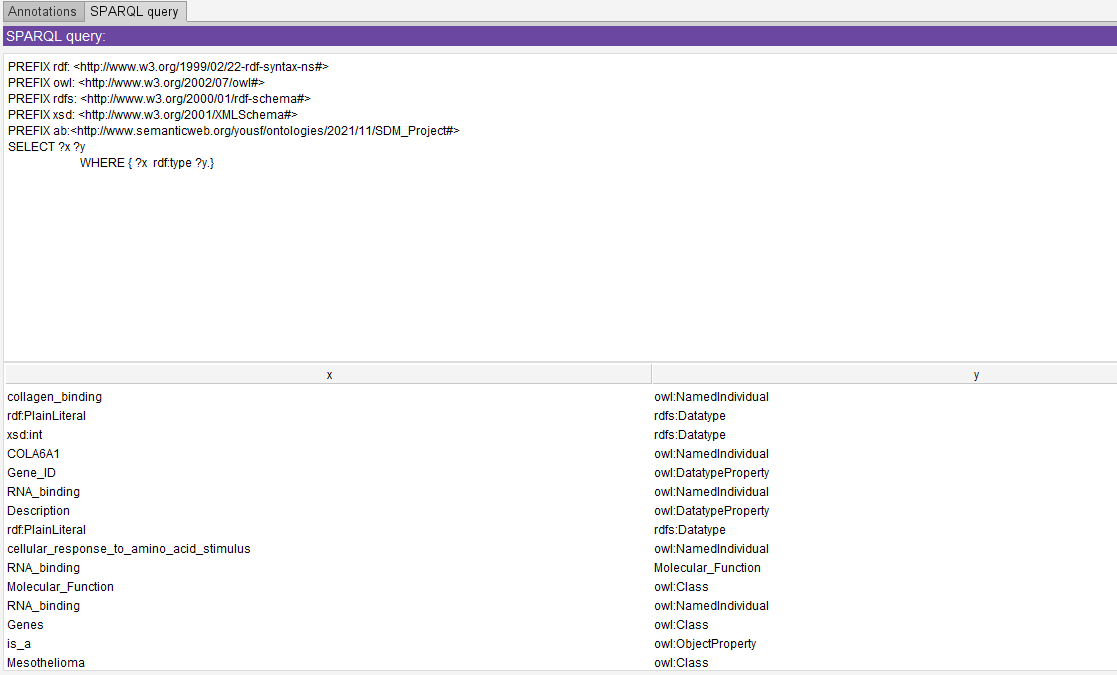 Annotations SPARQL query
SPARQL query:
PREFIX rdf: <http://www.w3.org/1999/02/22-rdf-syntax-ns#>
PREFIX owl: <http://www.w3.org/2002/07/owl#>
PREFIX rdfs: <http://www.w3.org/2000/01/rdf-schema#>
PREFIX xsd: <http://www.w3.org/2001/XMLSchema#>
PREFIX ab:<http://www.semanticweb.org/yousf/ontologies/2021/11/SDM_Project#>
SELECT ?x ?y
WHERE { ?x rdf:type ?y.}
x y
collagen_binding owl:NamedIndividual
rdf:PlainLiteral rdfs:Datatype
xsd:int rdfs:Datatype
COLA6A1 owl:NamedIndividual
Gene_ID owl:DatatypeProperty
RNA_binding owl:NamedIndividual
Description owl:DatatypeProperty
rdf:PlainLiteral rdfs:Datatype
cellular_response_to_amino_acid_stimulus owl:NamedIndividual
RNA_binding Molecular_Function
Molecular_Function owl:Class
RNA_binding owl:NamedIndividual
Genes owl:Class
is_a owl:ObjectProperty
Mesothelioma owl:Class